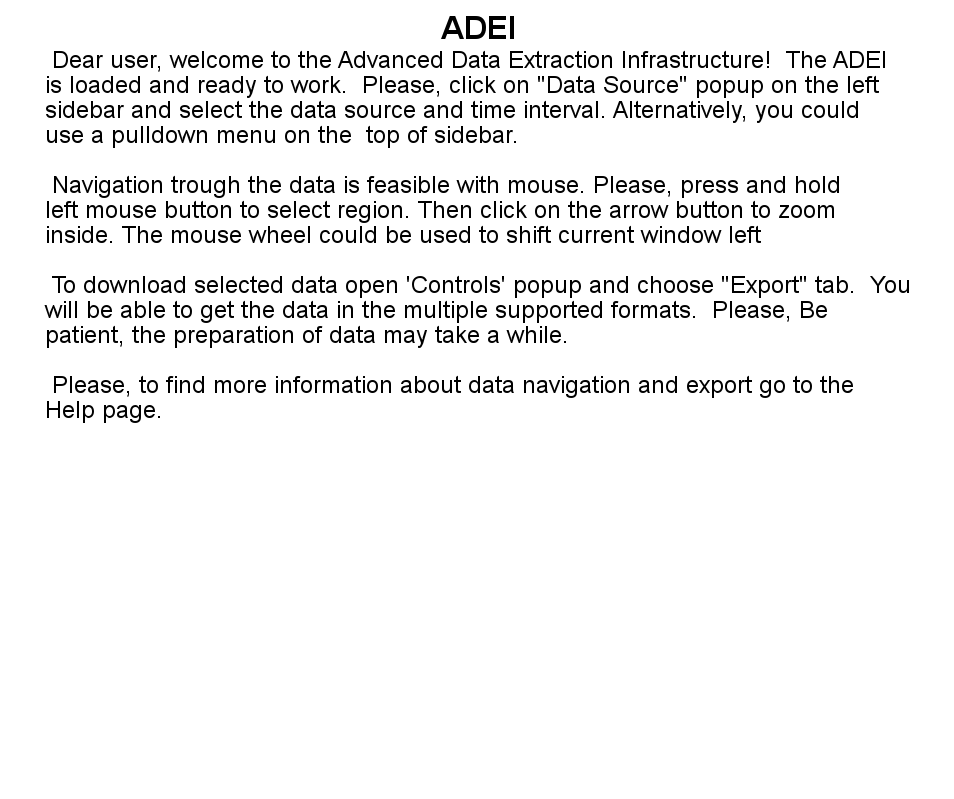 ADEI
Dear user, welcome to the Advanced Data Extraction Infrastructure!  The ADEI
is loaded and ready to work.  Please, click on "Data Source" popup on the left
sidebar and select the data source and time interval. Alternatively, you could
use a pulldown menu on the  top of sidebar.
Navigation trough the data is feasible with mouse. Please, press and hold
left mouse button to select region. Then click on the arrow button to zoom
inside. The mouse wheel could be used to shift current window left
To download selected data open 'Controls' popup and choose "Export" tab.  You
will be able to get the data in the multiple supported formats.  Please, Be
patient, the preparation of data may take a while.
Please, to find more information about data navigation and export go to the
Help page.